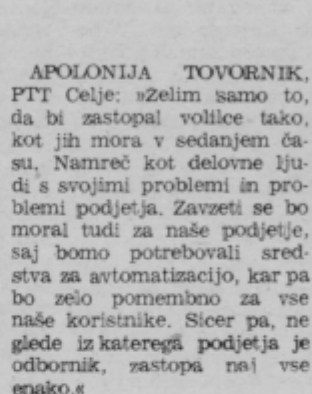 APOLONIJA TOVORNIK,
PTT Celje: »Želim samo to,
da bi zastopal volilce tako,
kot jih mora v sedanjem ča-
su. Namreč kot delovne lju-
di s svojimi problemi in pro-
blemi podjetja. Zavzeti se bo
moral tudi za naše podjetje,
saj bomo potrebovali sred-
stva za avtomatizacijo, kar pa
bo zelo pomembno za vse
naše koristnike. Sicer pa, ne
glede iz katerega podjetja je
odbornik, zastopa naj vse
enako.«